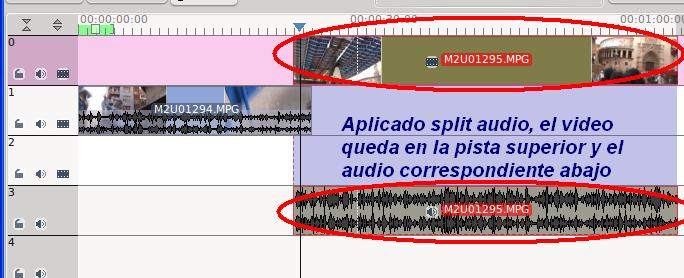 00:00:00:00
00:00:30:00
00:01:00:0
0
M2U01295.MPG
1
M2U01294.MPG
Aplicado split audio, el video
queda en la pista superior y el
audio correspondiente abajo
2
3
M2U01295.MPG
4